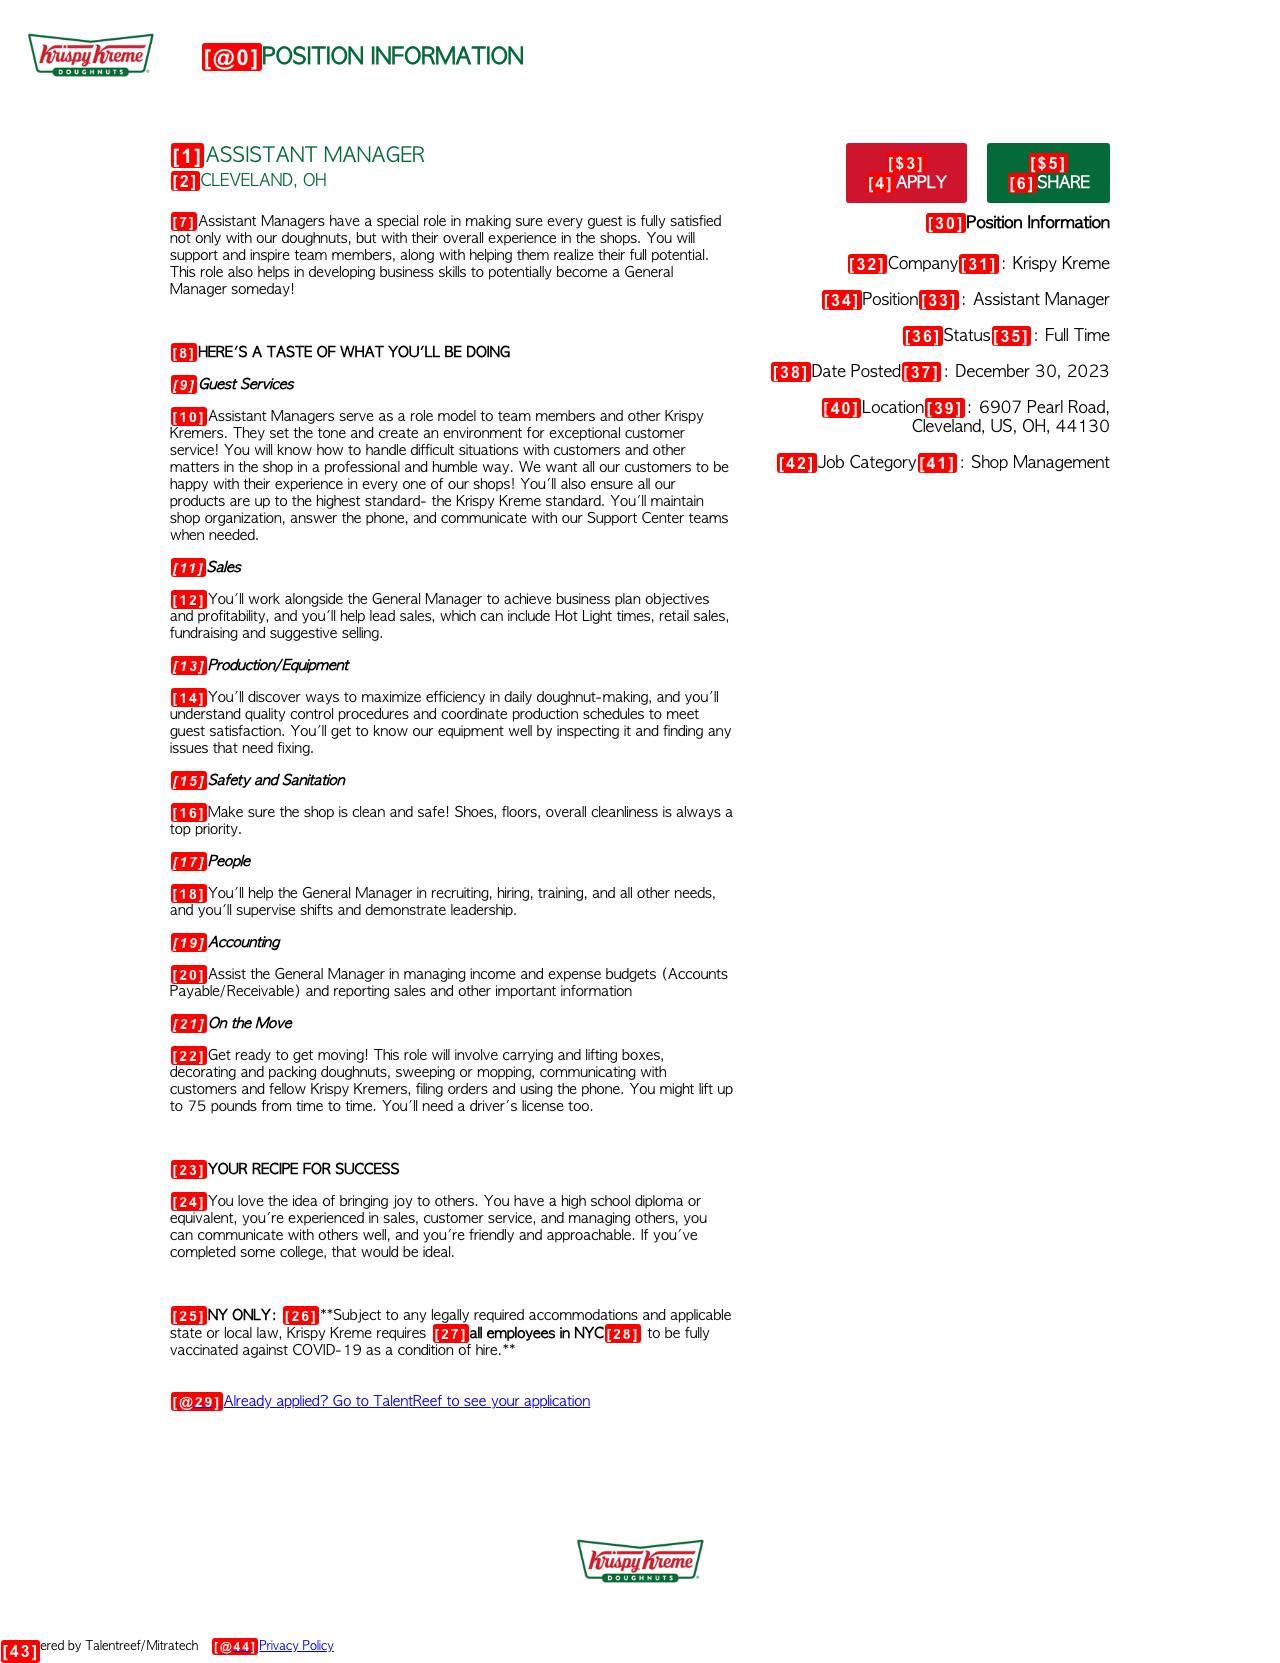 Krispy Kreme
DOUGHNUTS
[@0]POSITION INFORMATION
[1]ASSISTANT MANAGER
[2]CLEVELAND, OH
[$3]
[4] APPLY
[$5]
[6]SHARE
[7]Assistant Managers have a special role in making sure every guest is fully satisfied
not only with our doughnuts, but with their overall experience in the shops. You will
support and inspire team members, along with helping them realize their full potential.
This role also helps in developing business skills to potentially become a General
Manager someday!
[8]HERE'S A TASTE OF WHAT YOU'LL BE DOING
[9]Guest Services
[10]Assistant Managers serve as a role model to team members and other Krispy
Kremers. They set the tone and create an environment for exceptional customer
service! You will know how to handle difficult situations with customers and other
matters in the shop in a professional and humble way. We want all our customers to be
happy with their experience in every one of our shops! You'll also ensure all our
products are up to the highest standard- the Krispy Kreme standard. You'll maintain
shop organization, answer the phone, and communicate with our Support Center teams
when needed.
[11]Sales
[12]You'll work alongside the General Manager to achieve business plan objectives
and profitability, and you'll help lead sales, which can include Hot Light times, retail sales,
fundraising and suggestive selling.
[13]Production/Equipment
[14]You'll discover ways to maximize efficiency in daily doughnut-making, and you'll
understand quality control procedures and coordinate production schedules to meet
guest satisfaction. You'll get to know our equipment well by inspecting it and finding any
issues that need fixing.
[15]Safety and Sanitation
[16]Make sure the shop is clean and safe! Shoes, floors, overall cleanliness is always a
top priority.
[17]People
[18]You'll help the General Manager in recruiting, hiring, training, and all other needs,
and you'll supervise shifts and demonstrate leadership.
[19]Accounting
[20]Assist the General Manager in managing income and expense budgets (Accounts
Payable/Receivable) and reporting sales and other important information
[21]On the Move
[22]Get ready to get moving! This role will involve carrying and lifting boxes,
decorating and packing doughnuts, sweeping or mopping, communicating with
customers and fellow Krispy Kremers, filing orders and using the phone. You might lift up
to 75 pounds from time to time. You'll need a driver's license too.
[23]YOUR RECIPE FOR SUCCESS
[24]You love the idea of bringing joy to others. You have a high school diploma or
equivalent, you're experienced in sales, customer service, and managing others, you
can communicate with others well, and you're friendly and approachable. If you've
completed some college, that would be ideal.
[25]NY ONLY: [26]**Subject to any legally required accommodations and applicable
state or local law, Krispy Kreme requires [27]all employees in NYC[28] to be fully
vaccinated against COVID-19 as a condition of hire.**
[@29]Already applied? Go to TalentReef to see your application
[30]Position Information
[32]Company[31]: Krispy Kreme
[34]Position[33]: Assistant Manager
[36]Status[35]: Full Time
[38]Date Posted[37]: December 30, 2023
[40]Location[39]: 6907 Pearl Road,
Cleveland, US, OH, 44130
[42]Job Category[41]: Shop Management
Krispy Kreme
DOUGHNUTS
[43]ered by Talentreef/Mitratech [@44]Privacy Policy